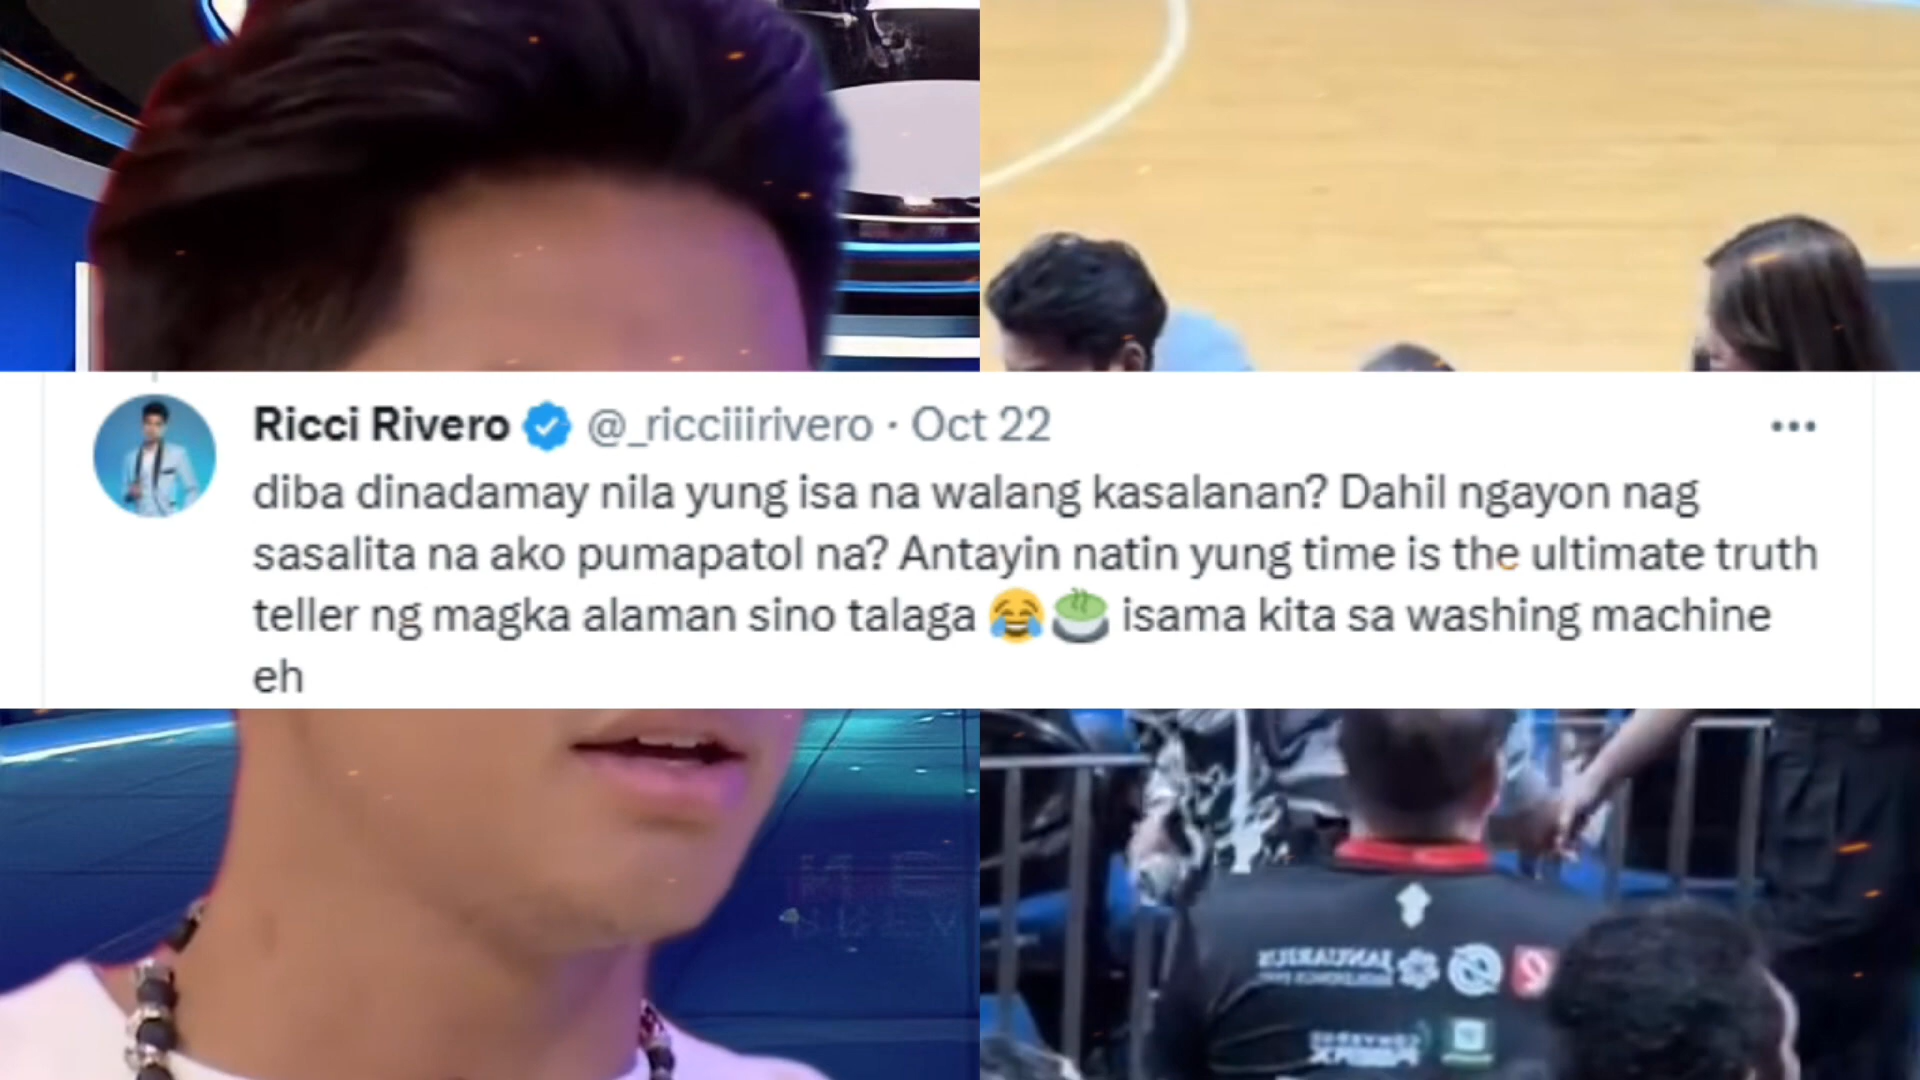 Ricci Rivero @_ricciiirivero · Oct 22
diba dinadamay nila yung isa na walang kasalanan? Dahil ngayon nag
sasalita na ako pumapatol na? Antayin natin yung time is the ultimate truth
teller ng magka alaman sino talaga 😂🍵 isama kita sa washing machine
eh
JANUARIUS
CONVERGE